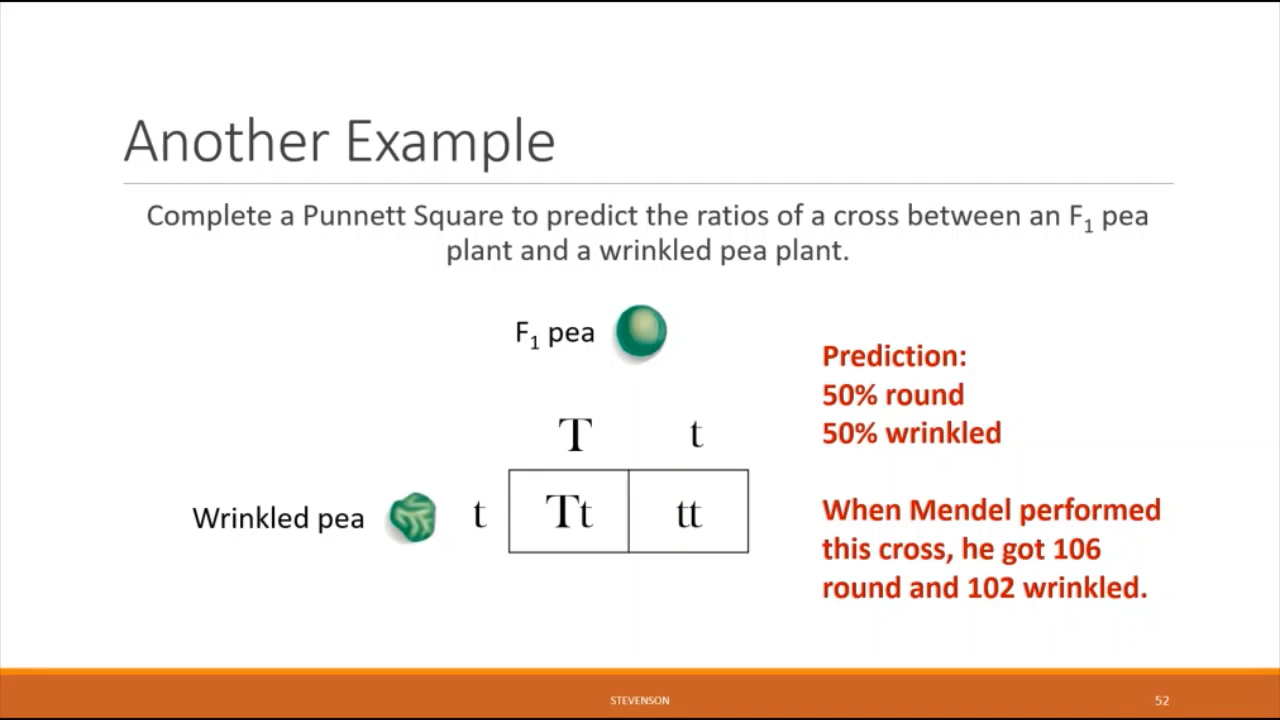 Another Example
Complete a Punnett Square to predict the ratios of a cross between an F₁ pea
plant and a wrinkled pea plant.
F₁ pea
Prediction:
50% round
50% wrinkled
T t
Wrinkled pea t Tt tt
When Mendel performed
this cross, he got 106
round and 102 wrinkled.
STEVENSON 52